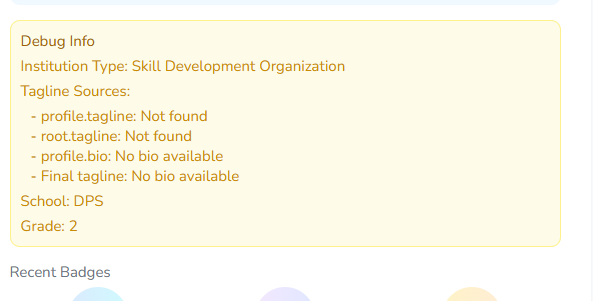 Debug Info
Institution Type: Skill Development Organization
Tagline Sources:
- profile.tagline: Not found
- root.tagline: Not found
- profile.bio: No bio available
- Final tagline: No bio available
School: DPS
Grade: 2
Recent Badges